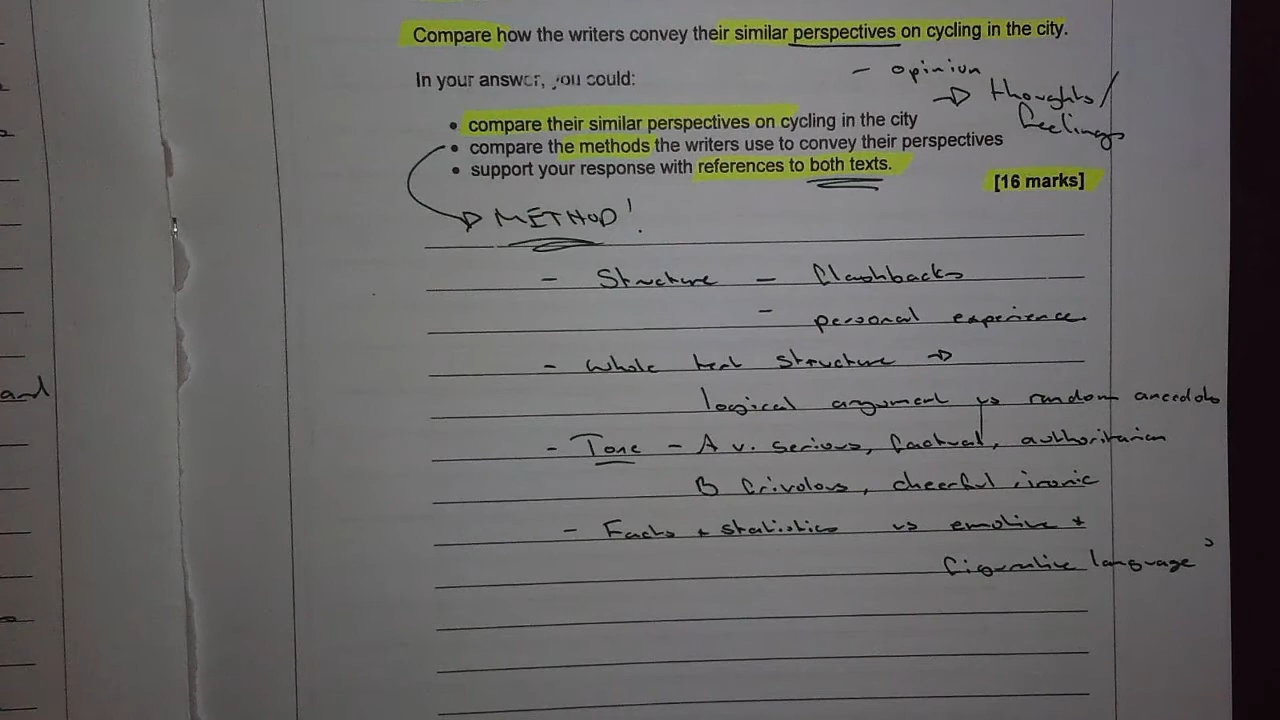 Compare how the writers convey their similar perspectives on cycling in the city.
In your answer, you could:
- opinion
→ thoughts/
feelings
• compare their similar perspectives on cycling in the city
• compare the methods the writers use to convey their perspectives
• support your response with references to both texts.
[16 marks]
→ METHOD!
- Structure - flashbacks
- personal experience
- Whole text structure →
logical argument vs random anecdots
- Tone - A v. serious, factual, authoritarian
B frivolous, cheerful, ironic
and
- Facts + statistics vs emotive +
figurative language